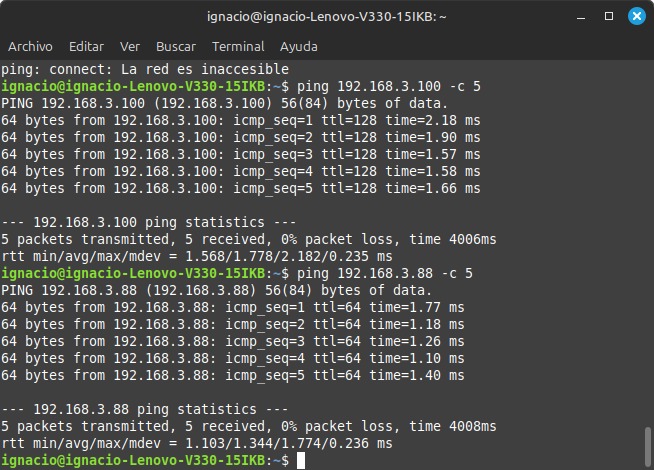 ignacio@ignacio-Lenovo-V330-15IKB: ~
Archivo Editar Ver Buscar Terminal Ayuda
ping: connect: La red es inaccesible
ignacio@ignacio-Lenovo-V330-15IKB:~$ ping 192.168.3.100 -c 5
PING 192.168.3.100 (192.168.3.100) 56(84) bytes of data.
64 bytes from 192.168.3.100: icmp_seq=1 ttl=128 time=2.18 ms
64 bytes from 192.168.3.100: icmp_seq=2 ttl=128 time=1.90 ms
64 bytes from 192.168.3.100: icmp_seq=3 ttl=128 time=1.57 ms
64 bytes from 192.168.3.100: icmp_seq=4 ttl=128 time=1.58 ms
64 bytes from 192.168.3.100: icmp_seq=5 ttl=128 time=1.66 ms
--- 192.168.3.100 ping statistics ---
5 packets transmitted, 5 received, 0% packet loss, time 4006ms
rtt min/avg/max/mdev = 1.568/1.778/2.182/0.235 ms
ignacio@ignacio-Lenovo-V330-15IKB:~$ ping 192.168.3.88 -c 5
PING 192.168.3.88 (192.168.3.88) 56(84) bytes of data.
64 bytes from 192.168.3.88: icmp_seq=1 ttl=64 time=1.77 ms
64 bytes from 192.168.3.88: icmp_seq=2 ttl=64 time=1.18 ms
64 bytes from 192.168.3.88: icmp_seq=3 ttl=64 time=1.26 ms
64 bytes from 192.168.3.88: icmp_seq=4 ttl=64 time=1.10 ms
64 bytes from 192.168.3.88: icmp_seq=5 ttl=64 time=1.40 ms
--- 192.168.3.88 ping statistics ---
5 packets transmitted, 5 received, 0% packet loss, time 4008ms
rtt min/avg/max/mdev = 1.103/1.344/1.774/0.236 ms
ignacio@ignacio-Lenovo-V330-15IKB:~$